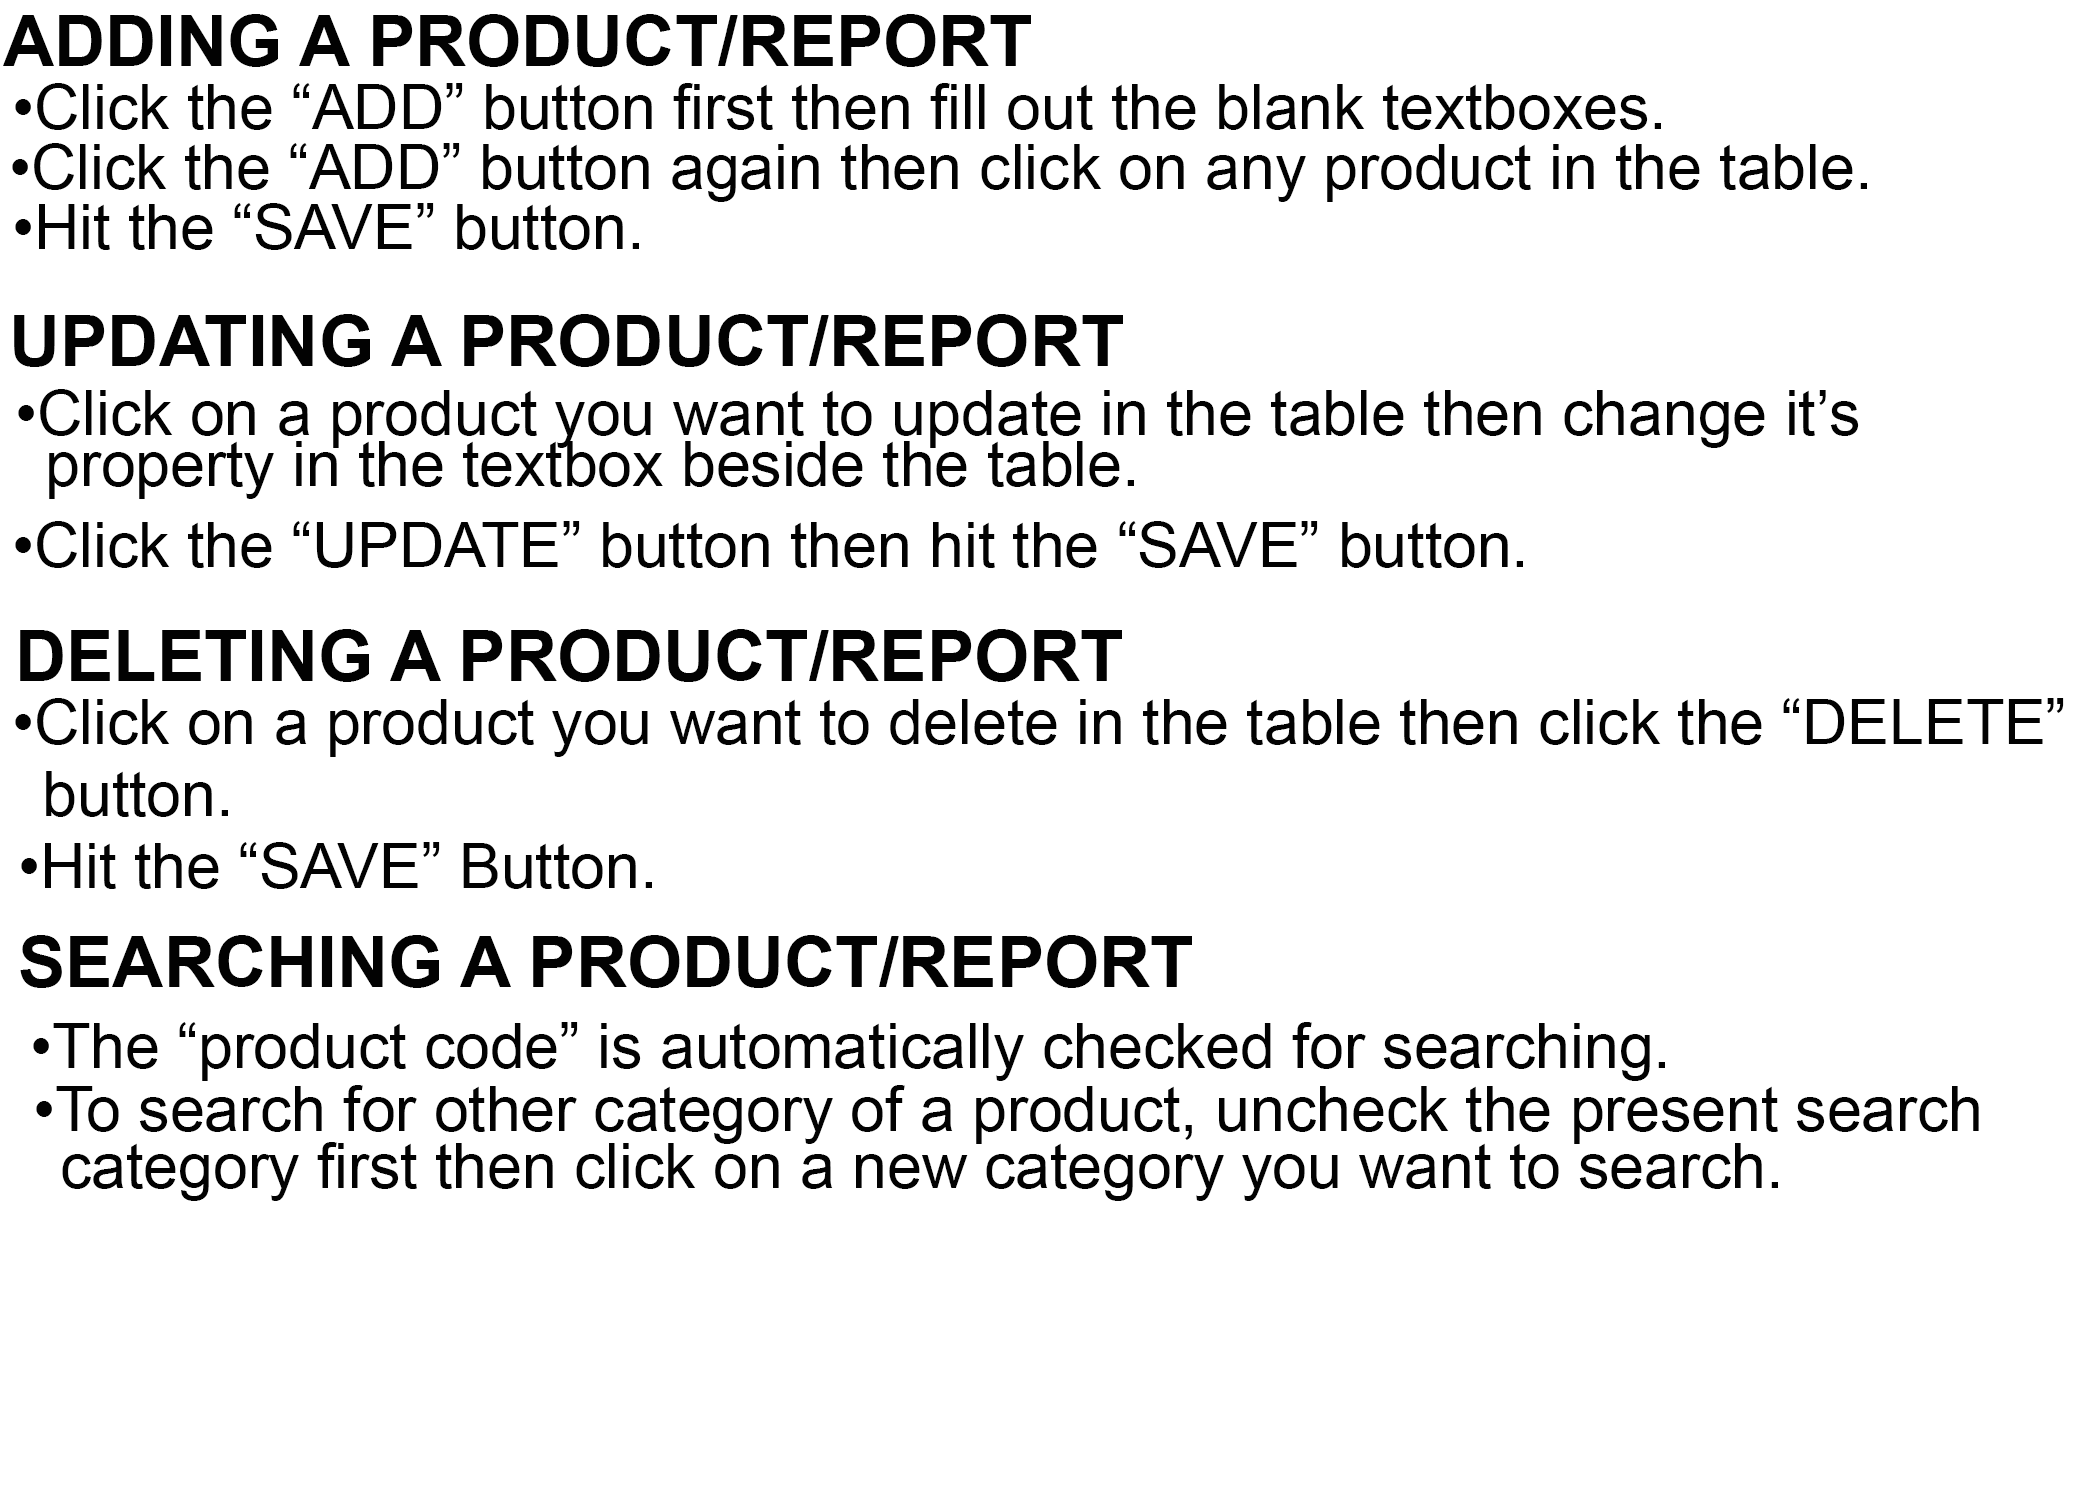 ADDING A PRODUCT/REPORT
•Click the “ADD” button first then fill out the blank textboxes.
•Click the “ADD” button again then click on any product in the table.
•Hit the “SAVE” button.
UPDATING A PRODUCT/REPORT
•Click on a product you want to update in the table then change it’s
property in the textbox beside the table.
•Click the “UPDATE” button then hit the “SAVE” button.
DELETING A PRODUCT/REPORT
•Click on a product you want to delete in the table then click the “DELETE”
button.
•Hit the “SAVE” Button.
SEARCHING A PRODUCT/REPORT
•The “product code” is automatically checked for searching.
•To search for other category of a product, uncheck the present search
category first then click on a new category you want to search.